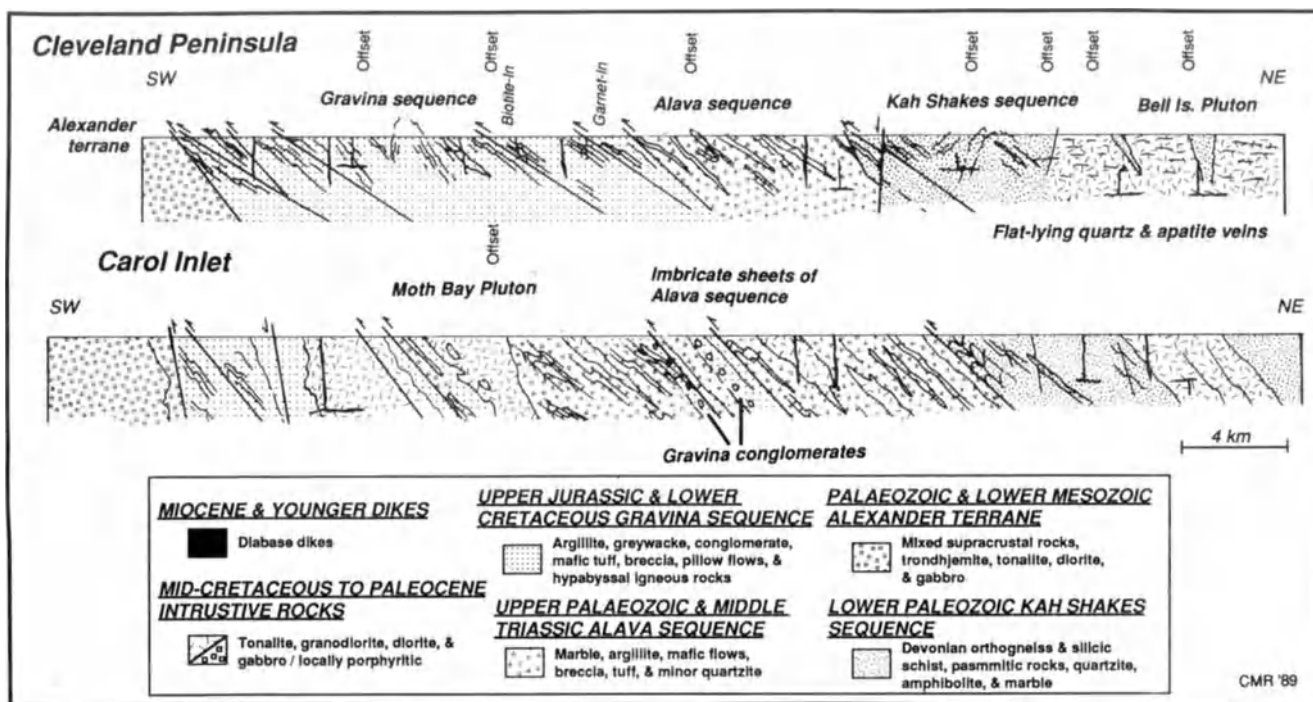 Cleveland Peninsula
Offset
Offset
Offset
Offset
Offset
Offset
Offset
SW
NE
Gravina sequence
Biotite-In
Garnet-In
Alava sequence
Kah Shakes sequence
Bell Is. Pluton
Alexander
terrane
Flat-lying quartz & apatite veins
Carol Inlet
Offset
Moth Bay Pluton
Imbricate sheets of
Alava sequence
SW
NE
Gravina conglomerates
4 km
MIOCENE & YOUNGER DIKES
Diabase dikes
MID-CRETACEOUS TO PALEOCENE
INTRUSTIVE ROCKS
Tonalite, granodiorite, diorite, &
gabbro / locally porphyritic
UPPER JURASSIC & LOWER
CRETACEOUS GRAVINA SEQUENCE
Argillite, greywacke, conglomerate,
mafic tuff, breccia, pillow flows, &
hypabyssal igneous rocks
UPPER PALAEOZOIC & MIDDLE
TRIASSIC ALAVA SEQUENCE
Marble, argillite, mafic flows,
breccia, tuff, & minor quartzite
PALAEOZOIC & LOWER MESOZOIC
ALEXANDER TERRANE
Mixed supracrustal rocks,
trondhjemite, tonalite, diorite,
& gabbro
LOWER PALEOZOIC KAH SHAKES
SEQUENCE
Devonian orthogneiss & silicic
schist, pasmmitic rocks, quartzite,
amphibolite, & marble
CMR '89